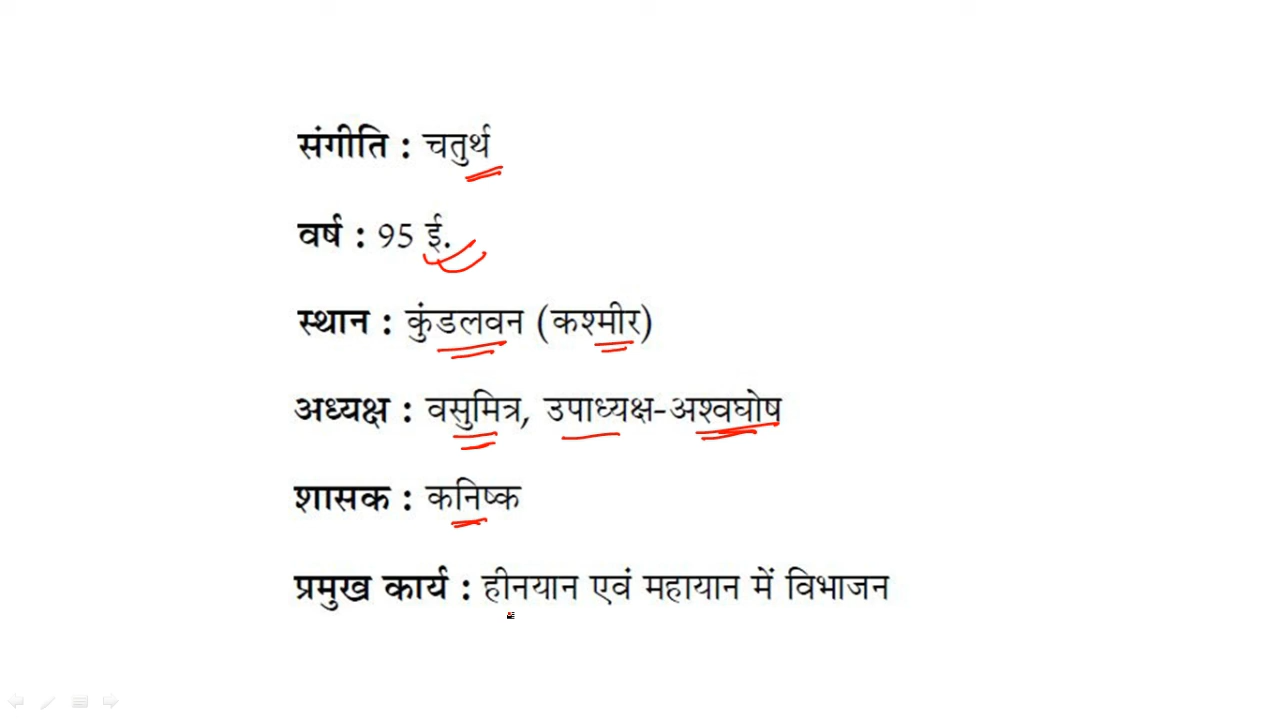 संगीति : चतुर्थ
वर्ष : 95 ई.
स्थान : कुंडलवन (कश्मीर)
अध्यक्ष : वसुमित्र, उपाध्यक्ष-अश्वघोष
शासक : कनिष्क
प्रमुख कार्य : हीनयान एवं महायान में विभाजन